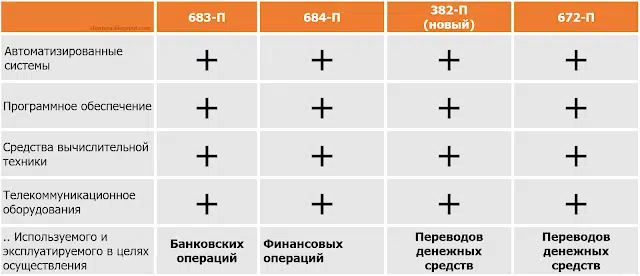 683-П 684-П 382-П 672-П
(новый)
Автоматизированные + + + +
системы
Программное обеспечение + + + +
Средства вычислительной + + + +
техники
Телекоммуникационное + + + +
оборудования
.. Используемого и Банковских Финансовых Переводов Переводов
эксплуатируемого в целях операций операций денежных денежных
осуществления средств средств